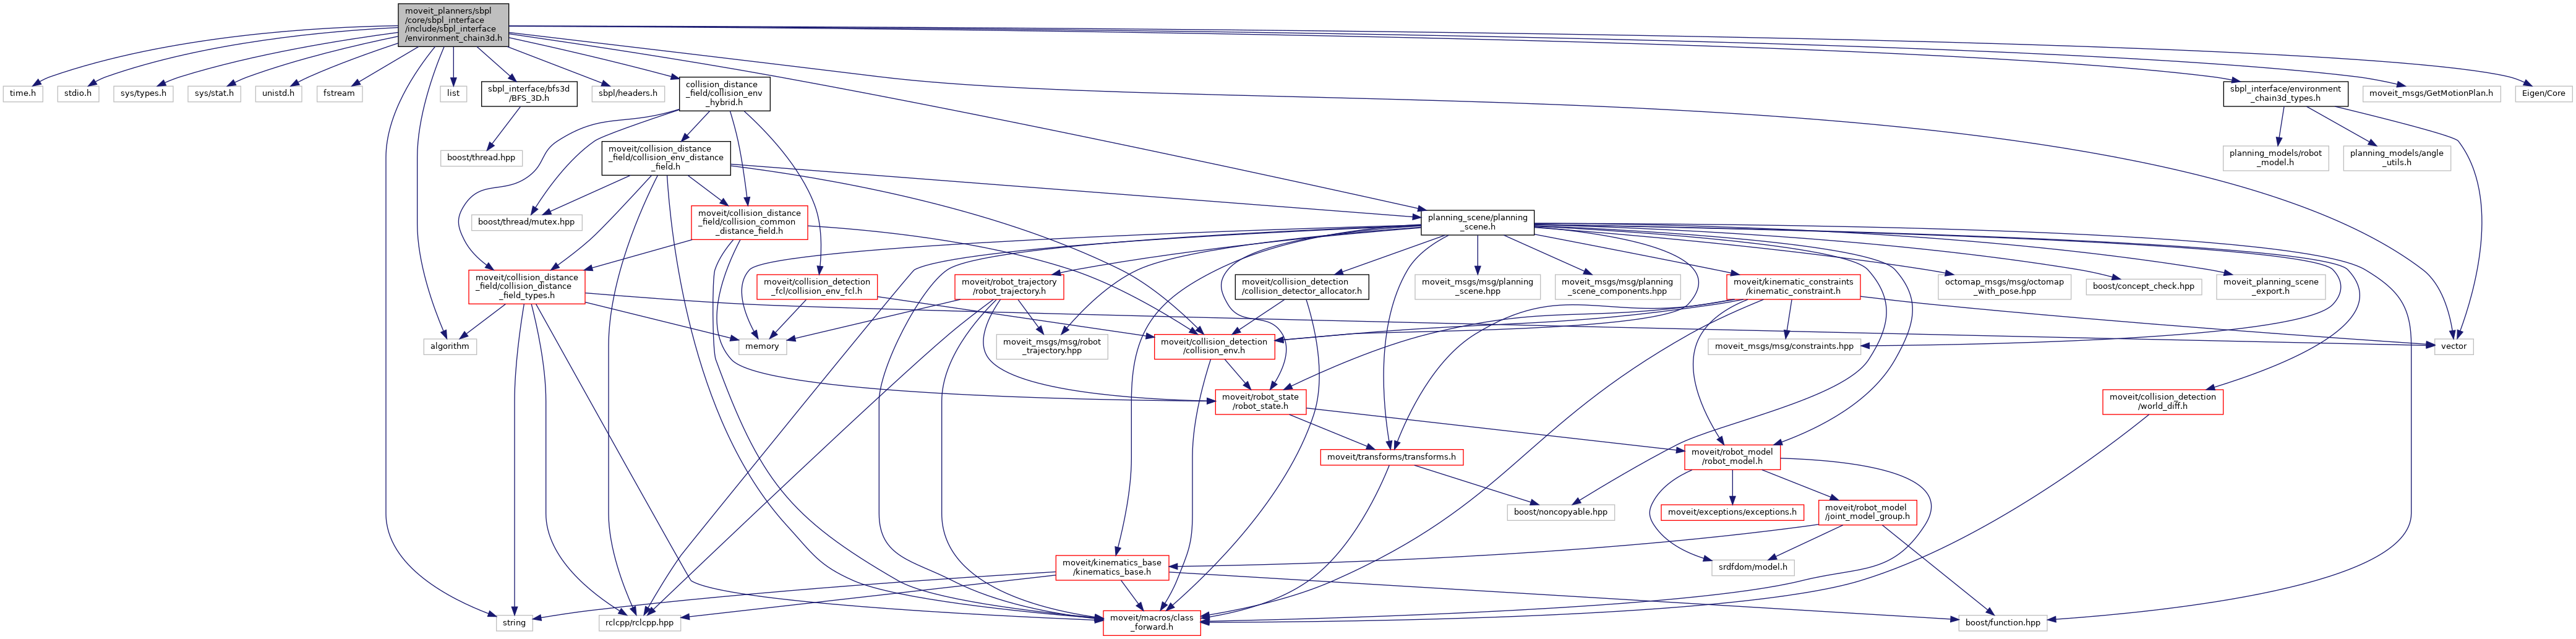 moveit_planners/sbpl
/core/sbpl_interface
/include/sbpl_interface
/environment_chain3d.h
time.h
stdio.h
sys/types.h
sys/stat.h
unistd.h
fstream
list
sbpl_interface/bfs3d
/BFS_3D.h
sbpl/headers.h
collision_distance
_field/collision_env
_hybrid.h
sbpl_interface/environment
_chain3d_types.h
moveit_msgs/GetMotionPlan.h
Eigen/Core
boost/thread.hpp
moveit/collision_distance
_field/collision_env_distance
_field.h
planning_models/robot
_model.h
planning_models/angle
_utils.h
boost/thread/mutex.hpp
moveit/collision_distance
_field/collision_common
_distance_field.h
planning_scene/planning
_scene.h
moveit/collision_distance
_field/collision_distance
_field_types.h
moveit/collision_detection
_fcl/collision_env_fcl.h
moveit/robot_trajectory
/robot_trajectory.h
moveit/collision_detection
/collision_detector_allocator.h
moveit_msgs/msg/planning
_scene.hpp
moveit_msgs/msg/planning
_scene_components.hpp
moveit/kinematic_constraints
/kinematic_constraint.h
octomap_msgs/msg/octomap
_with_pose.hpp
boost/concept_check.hpp
moveit_planning_scene
_export.h
algorithm
memory
moveit_msgs/msg/robot
_trajectory.hpp
moveit/collision_detection
/collision_env.h
moveit_msgs/msg/constraints.hpp
vector
moveit/robot_state
/robot_state.h
moveit/collision_detection
/world_diff.h
moveit/transforms/transforms.h
moveit/robot_model
/robot_model.h
boost/noncopyable.hpp
moveit/exceptions/exceptions.h
moveit/robot_model
/joint_model_group.h
moveit/kinematics_base
/kinematics_base.h
srdfdom/model.h
string
rclcpp/rclcpp.hpp
moveit/macros/class
_forward.h
boost/function.hpp